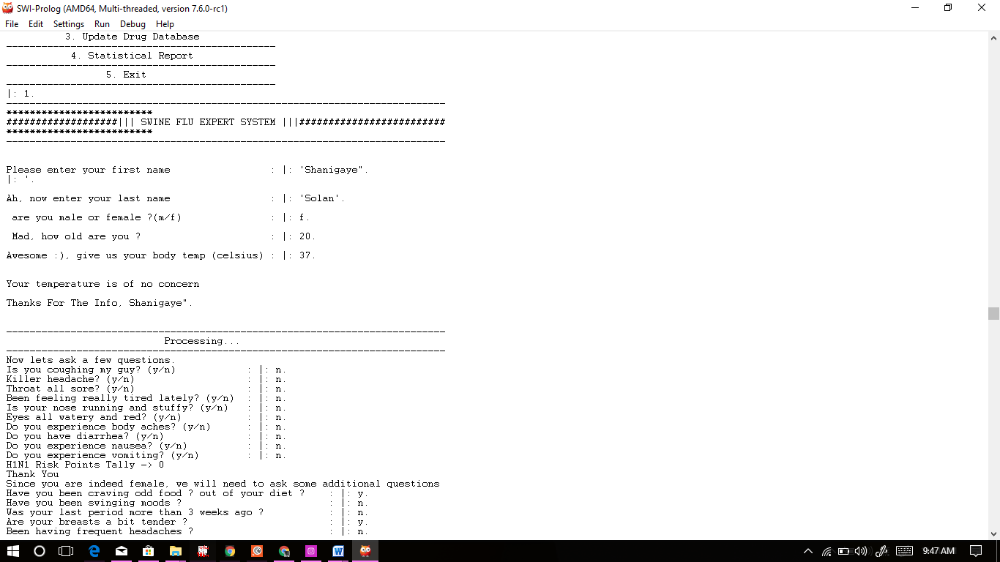 SWI-Prolog (AMD64, Multi-threaded, version 7.6.0-rc1)
File Edit Settings Run Debug Help
3. Update Drug Database
----------------------------------------------
4. Statistical Report
----------------------------------------------
5. Exit
----------------------------------------------
|: 1.
---------------------------------------------------------------------------
*************************
###################||| SWINE FLU EXPERT SYSTEM |||#########################
*************************
---------------------------------------------------------------------------
Please enter your first name : |: 'Shanigaye".
|: '.
Ah, now enter your last name : |: 'Solan'.
are you male or female ?(m/f) : |: f.
Mad, how old are you ? : |: 20.
Awesome :), give us your body temp (celsius) : |: 37.
Your temperature is of no concern
Thanks For The Info, Shanigaye".
---------------------------------------------------------------------------
Processing...
---------------------------------------------------------------------------
Now lets ask a few questions.
Is you coughing my guy? (y/n) : |: n.
Killer headache? (y/n) : |: n.
Throat all sore? (y/n) : |: n.
Been feeling really tired lately? (y/n) : |: n.
Is your nose running and stuffy? (y/n) : |: n.
Eyes all watery and red? (y/n) : |: n.
Do you experience body aches? (y/n) : |: n.
Do you have diarrhea? (y/n) : |: n.
Do you experience nausea? (y/n) : |: n.
Do you experience vomiting? (y/n) : |: n.
H1N1 Risk Points Tally -> 0
Thank You
Since you are indeed female, we will need to ask some additional questions
Have you been craving odd food ? out of your diet ? : |: y.
Have you been swinging moods ? : |: n.
Was your last period more than 3 weeks ago ? : |: n.
Are your breasts a bit tender ? : |: y.
Been having frequent headaches ? : |: n.
9:47 AM